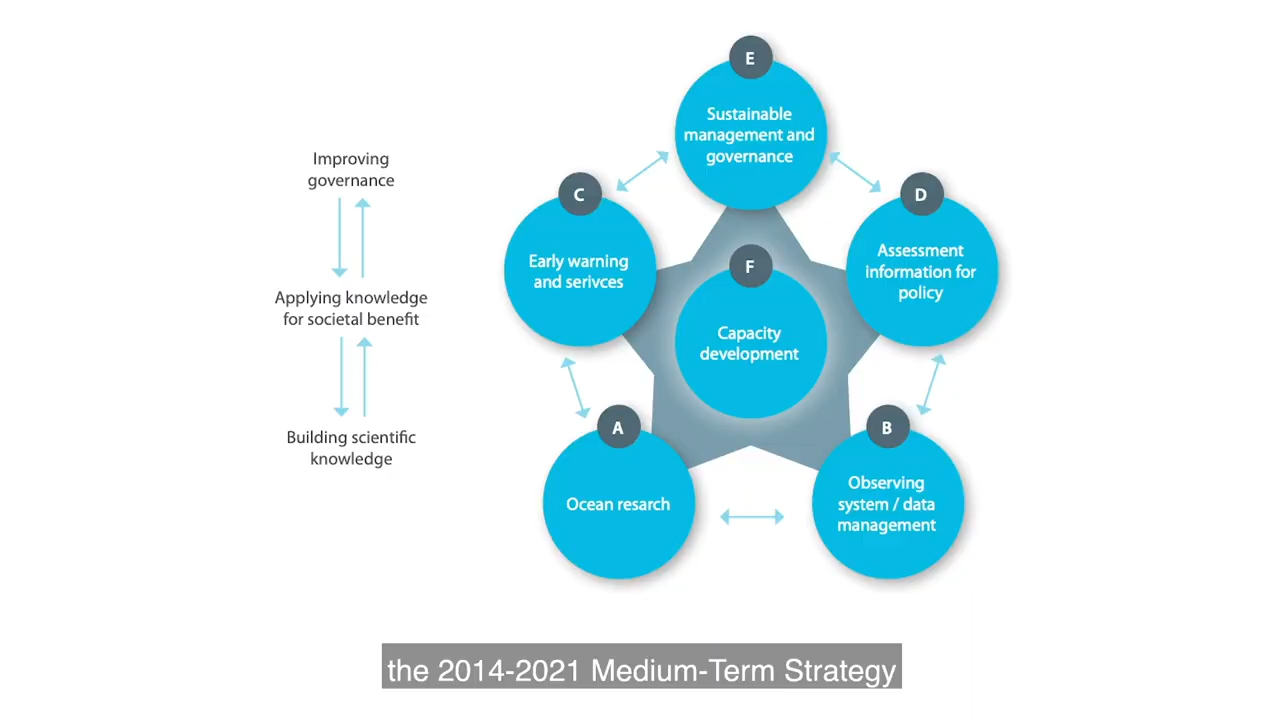 Improving
governance
Applying knowledge
for societal benefit
Building scientific
knowledge
E
Sustainable
management and
governance
C
Early warning
and serivces
D
Assessment
information for
policy
F
Capacity
development
A
Ocean resarch
B
Observing
system / data
management
the 2014-2021 Medium-Term Strategy